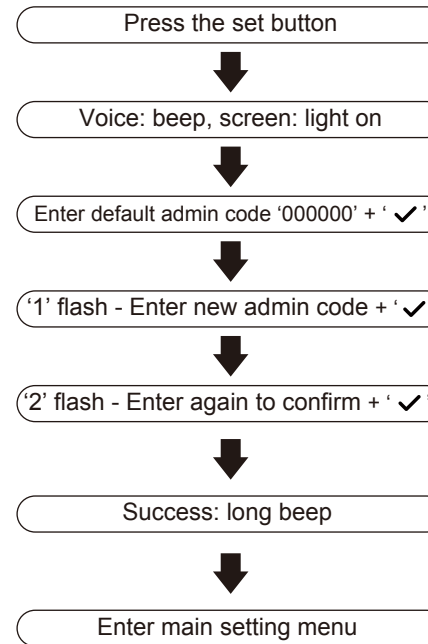 Press the set button
Voice: beep, screen: light on
Enter default admin code ‘000000’ + ‘ ✓ ’
‘1’ flash - Enter new admin code + ‘ ✓
‘2’ flash - Enter again to confirm + ‘ ✓ ’
Success: long beep
Enter main setting menu